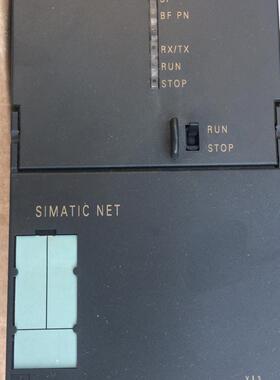 BF PN
RX/TX
RUN
STOP
RUN
STOP
SIMATIC NET